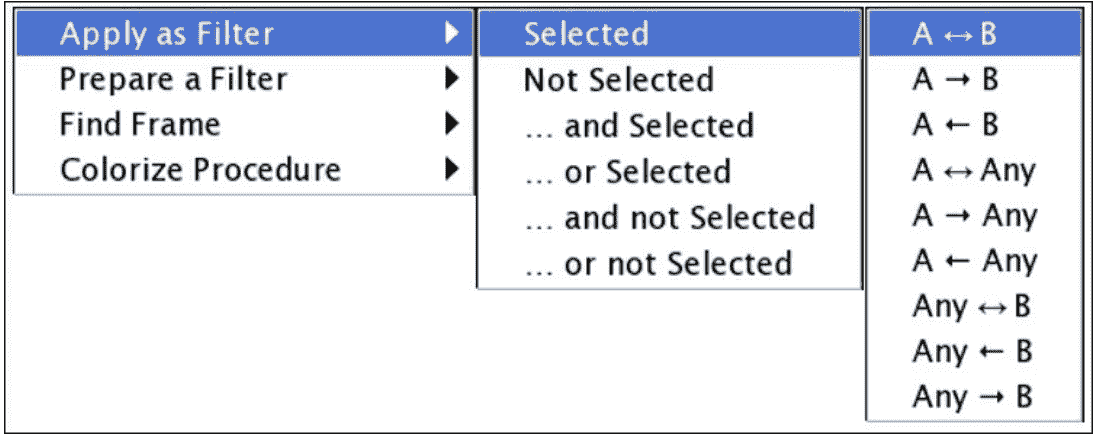 Apply as Filter
Prepare a Filter
Find Frame
Colorize Procedure
Selected
Not Selected
... and Selected
... or Selected
... and not Selected
... or not Selected
A ↔ B
A → B
A ← B
A ↔ Any
A → Any
A ← Any
Any ↔ B
Any ← B
Any → B